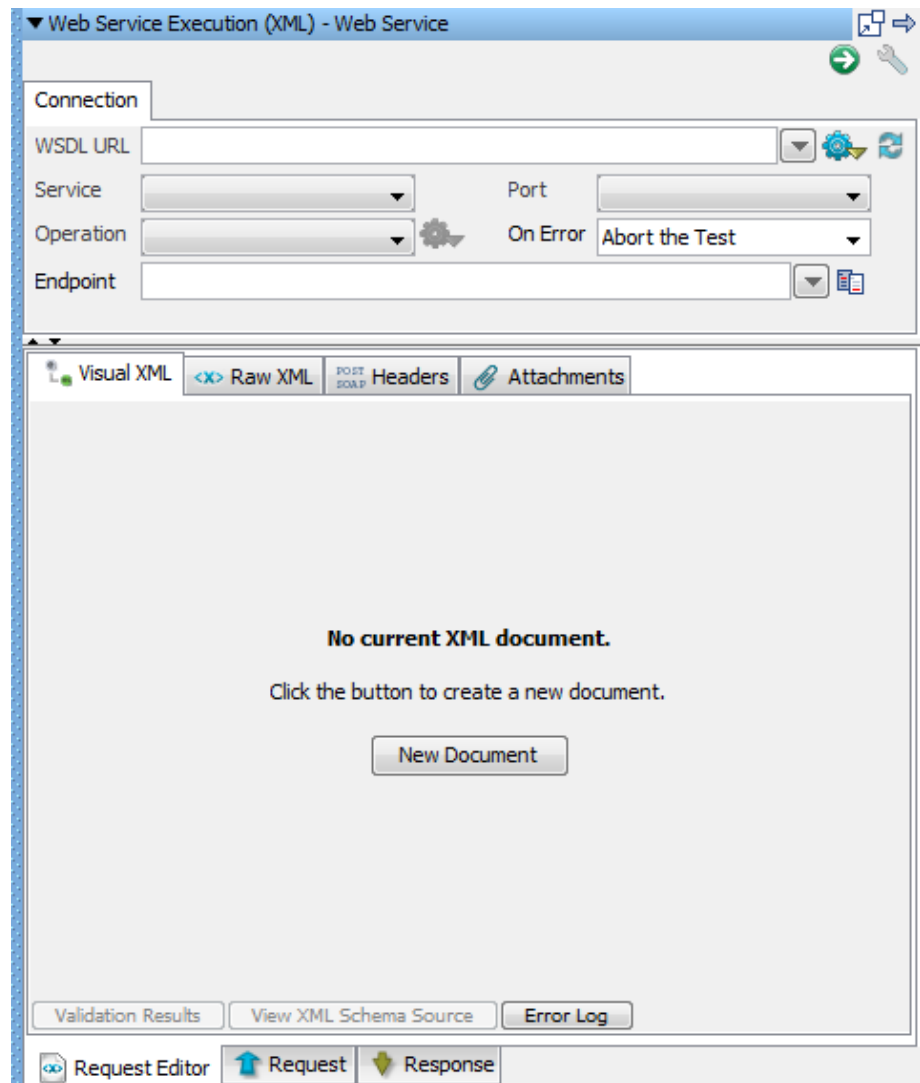 Web Service Execution (XML) - Web Service
Connection
WSDL URL
Service Port
Operation On Error Abort the Test
Endpoint
Visual XML <x> Raw XML POST SOAP Headers Attachments
No current XML document.
Click the button to create a new document.
New Document
Validation Results View XML Schema Source Error Log
Request Editor Request Response